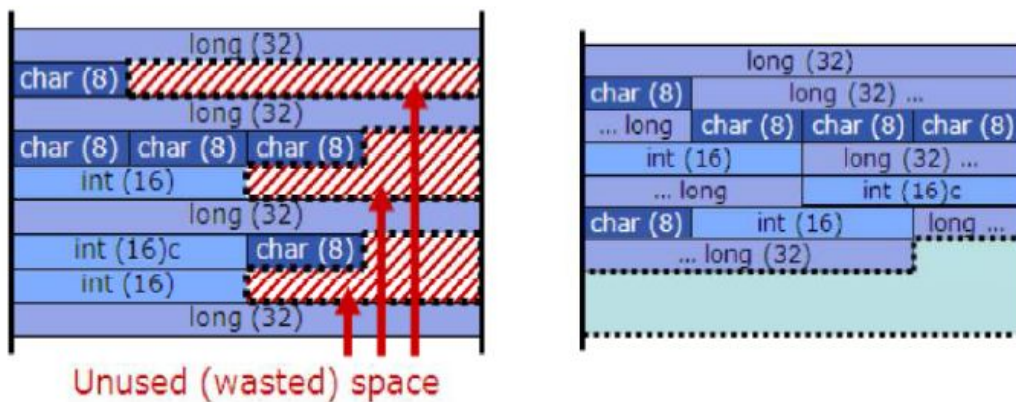 long (32)
char (8)
long (32)
char (8) char (8) char (8)
int (16)
long (32)
int (16)c char (8)
int (16)
long (32)
Unused (wasted) space
long (32)
char (8) long (32) ...
... long char (8) char (8) char (8)
int (16) long (32) ...
... long int (16)c
char (8) int (16) long ...
... long (32)